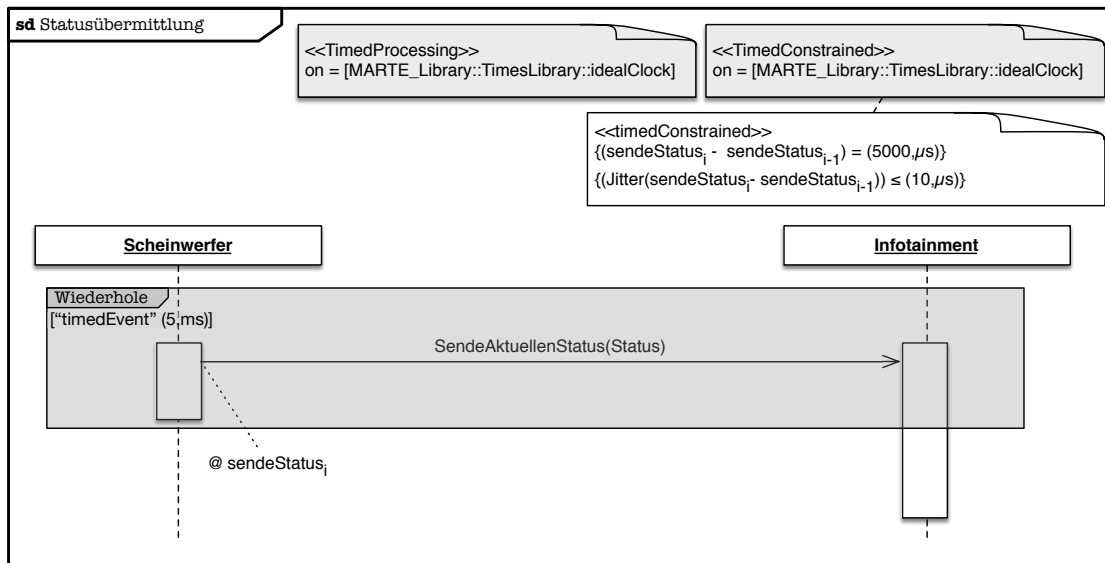 sd Statusübermittlung
<<TimedProcessing>>
on = [MARTE_Library::TimesLibrary::idealClock]
<<TimedConstrained>>
on = [MARTE_Library::TimesLibrary::idealClock]
<<timedConstrained>>
{(sendeStatusi - sendeStatusi-1) = (5000,µs)}
{(Jitter(sendeStatusi- sendeStatusi-1)) ≤ (10,µs)}
Scheinwerfer
Infotainment
Wiederhole
[“timedEvent” (5,ms)]
SendeAktuellenStatus(Status)
@ sendeStatusi